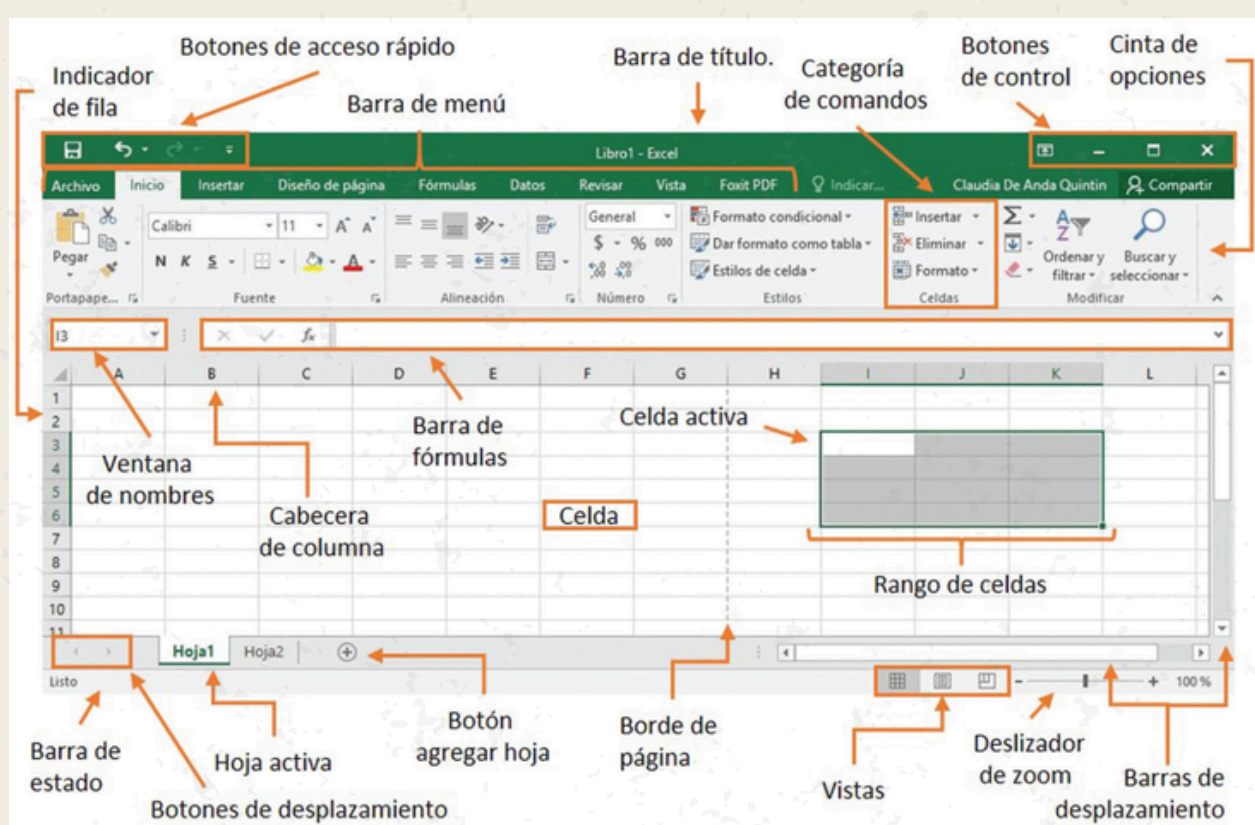 Botones de acceso rápido
Barra de título.
Botones
de control
Cinta de
opciones
Indicador
de fila
Categoría
de comandos
Barra de menú
Libro1 - Excel
Archivo Inicio Insertar Diseño de página Fórmulas Datos Revisar Vista Foxit PDF Indicar... Claudia De Anda Quintin Compartir
Calibri 11 General Formato condicional Insertar
Pegar N K S A $ % 000 Dar formato como tabla Eliminar Ordenar y Buscar y
Estilos de celda Formato filtrar seleccionar
Portapape... Fuente Alineación Número Estilos Celdas Modificar
I3 fx
A B C D E F G H I J K L
1
2
3
4
5
6
7
8
9
10
11
Celda activa
Barra de
fórmulas
Ventana
de nombres
Cabecera
de columna
Celda
Rango de celdas
Hoja1 Hoja2
Listo 100 %
Barra de
estado
Hoja activa
Botón
agregar hoja
Borde de
página
Vistas
Deslizador
de zoom
Barras de
desplazamiento
Botones de desplazamiento